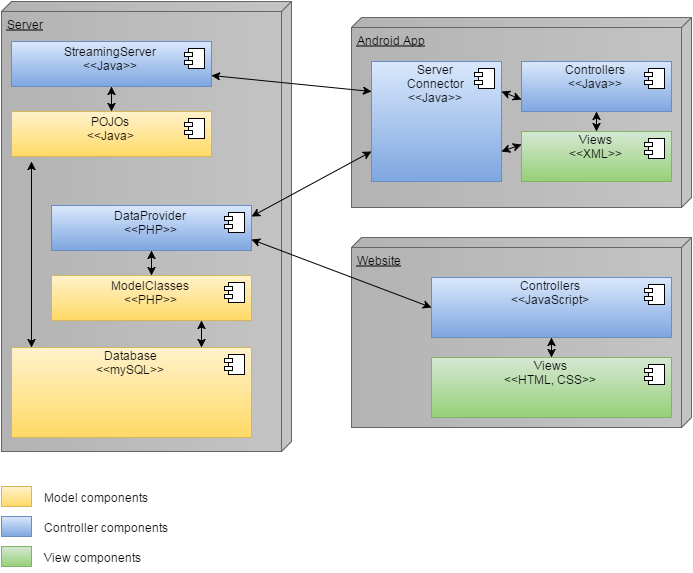 Server
StreamingServer
<<Java>>
POJOs
<<Java>
DataProvider
<<PHP>>
ModelClasses
<<PHP>>
Database
<<mySQL>>
Android App
Server
Connector
<<Java>>
Controllers
<<Java>>
Views
<<XML>>
Website
Controllers
<<JavaScript>
Views
<<HTML, CSS>>
Model components
Controller components
View components